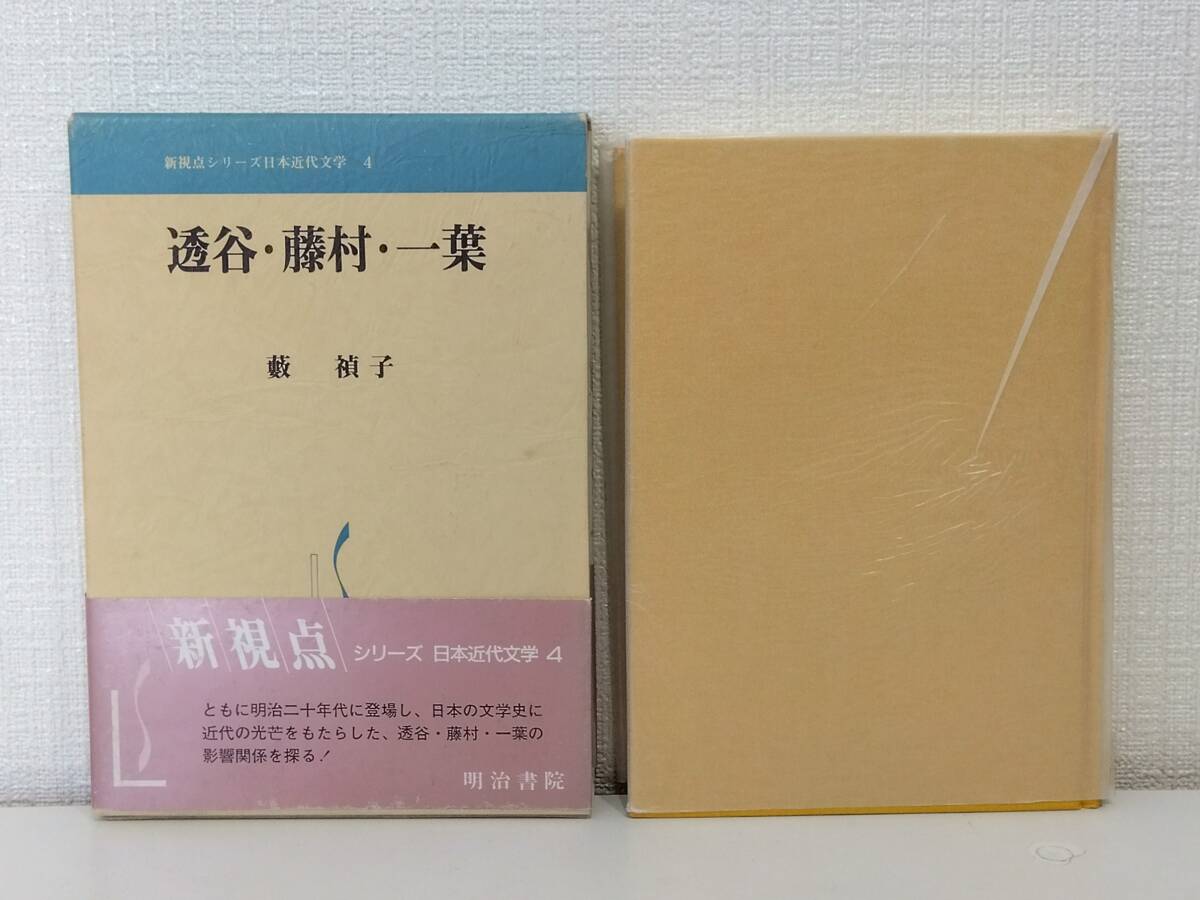 新視点シリーズ日本近代文学 4
透谷・藤村・一葉
藪 禎子
新視点 シリーズ 日本近代文学 4
ともに明治二十年代に登場し、日本の文学史に
近代の光芒をもたらした、透谷・藤村・一葉の
影響関係を探る!
明治書院